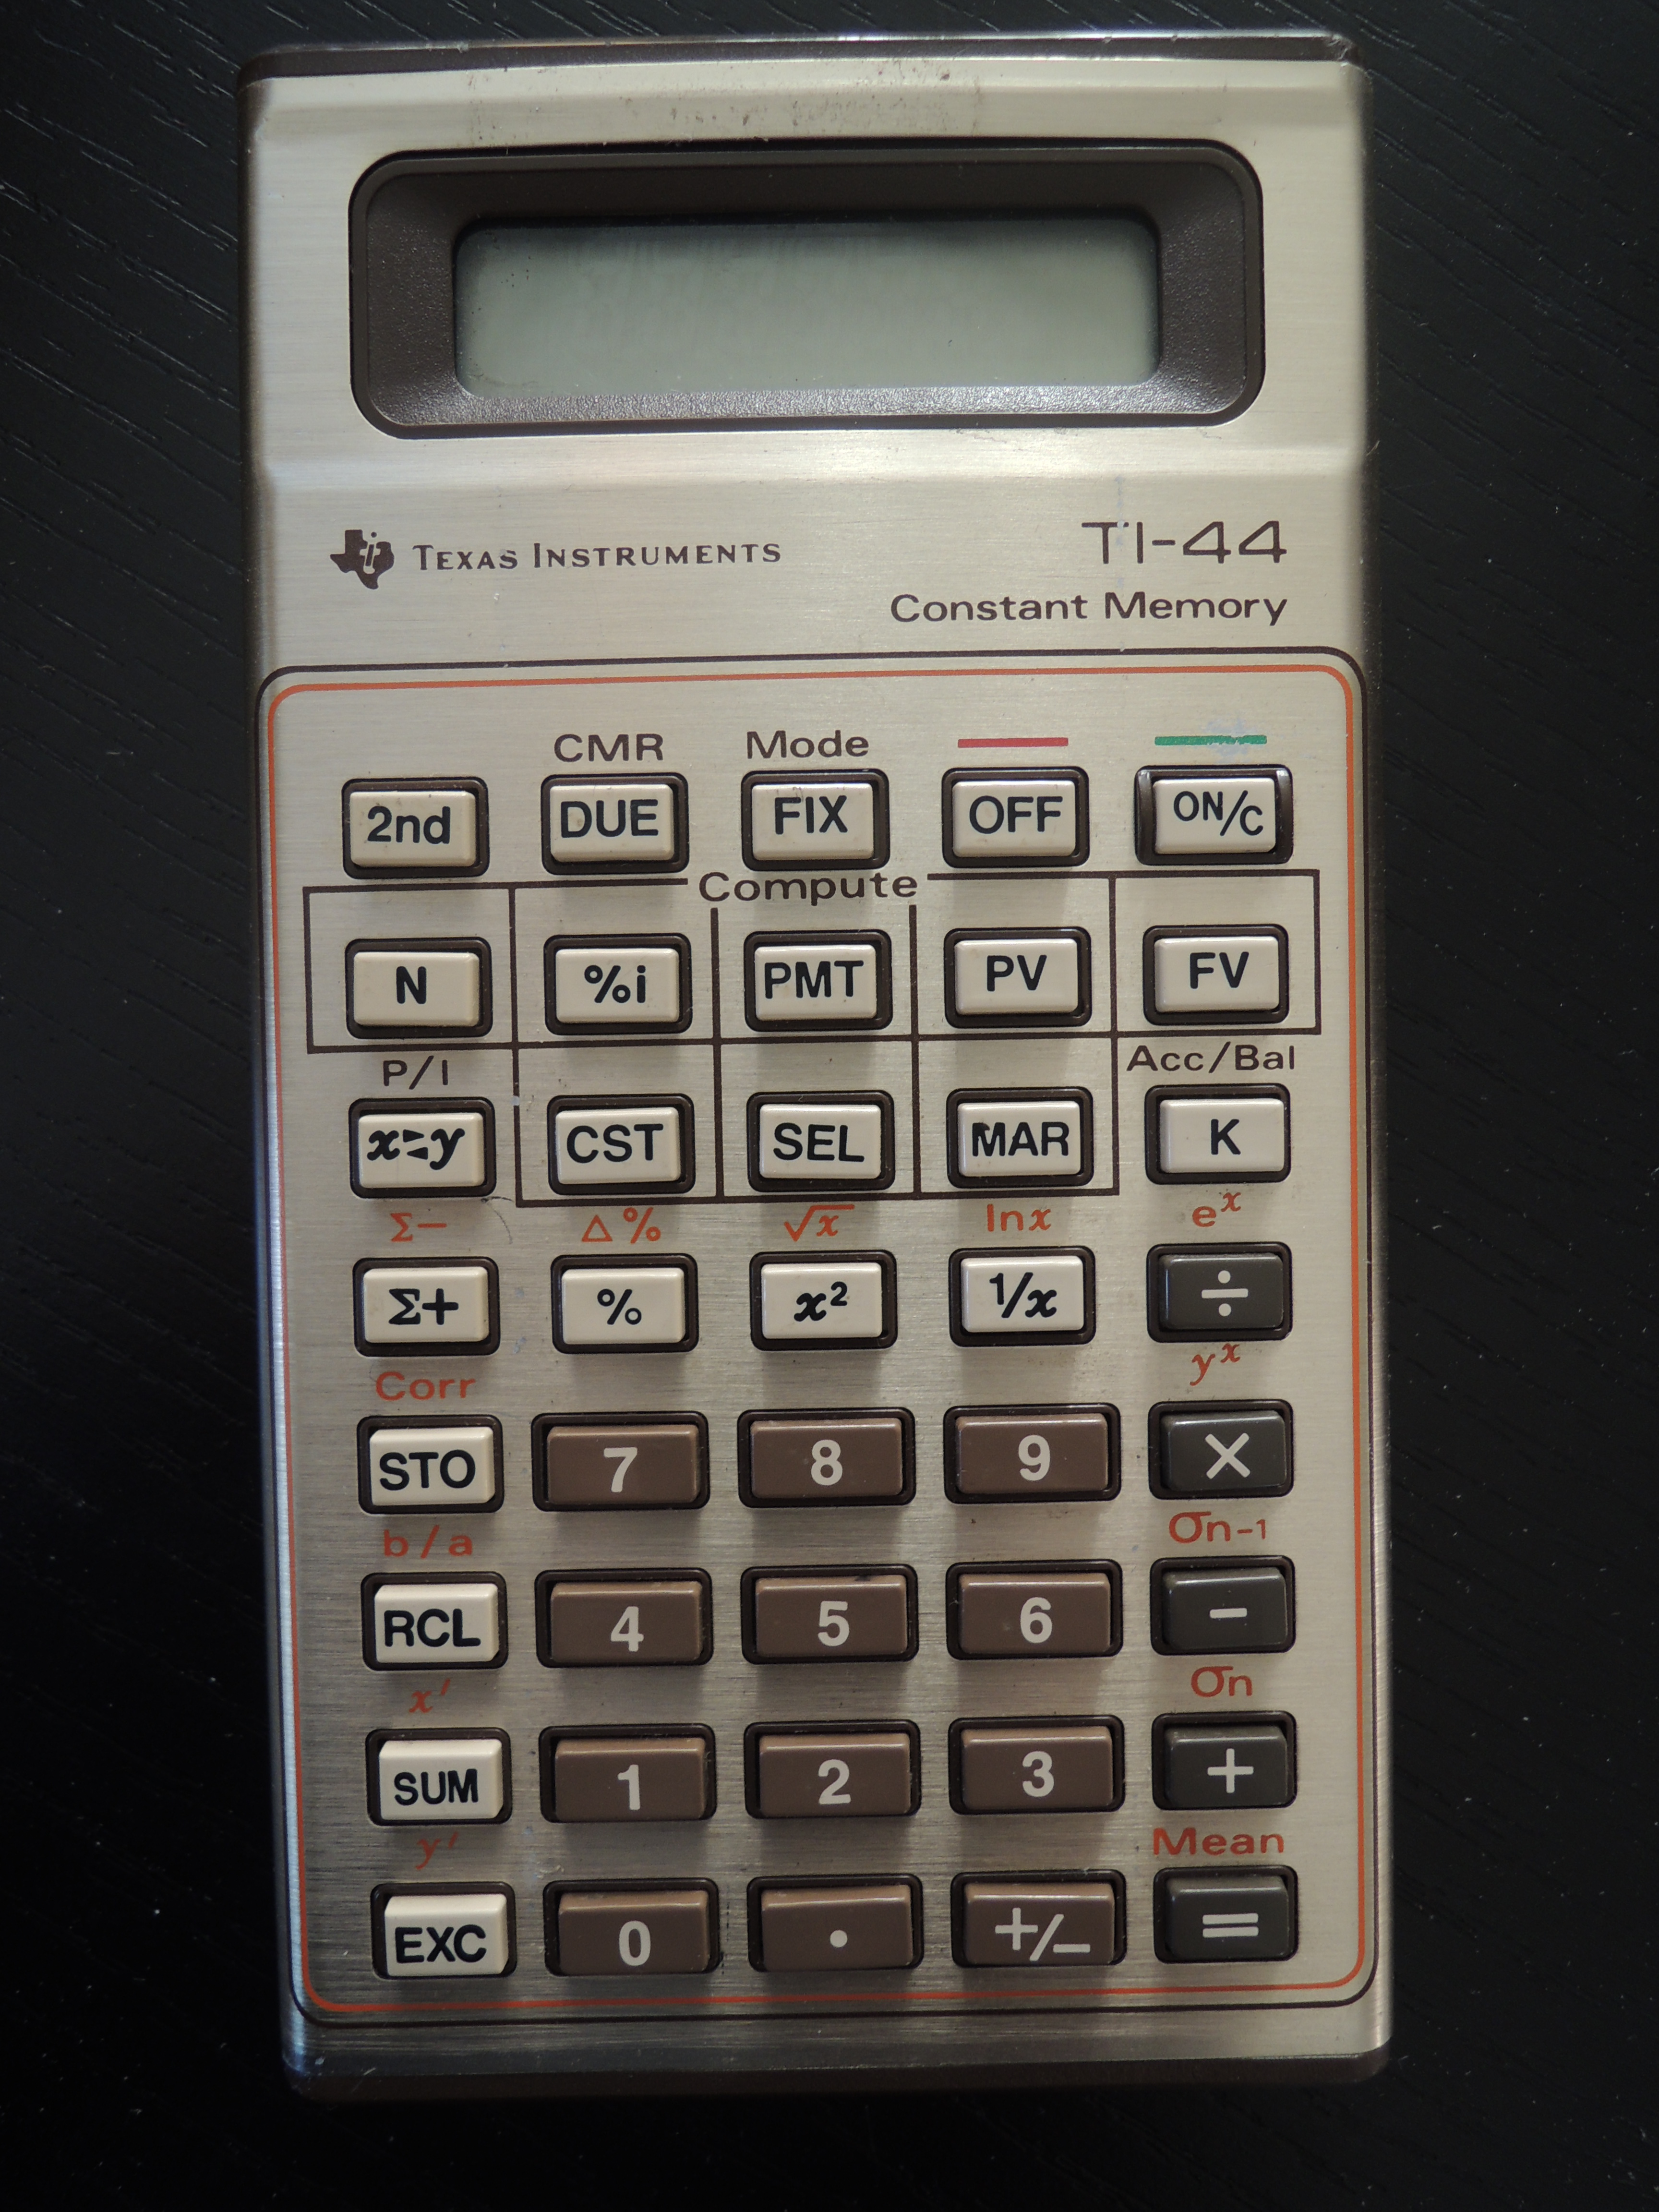 TEXAS INSTRUMENTS
TI-44
Constant Memory
CMR Mode
2nd DUE FIX OFF ON/C
Compute
N %i PMT PV FV
P/I Acc/Bal
x⇄y CST SEL MAR K
Σ− Δ% √x lnx eˣ
Σ+ % x² 1/x ÷
Corr yˣ
STO 7 8 9 ×
b/a σn-1
RCL 4 5 6 −
x′ σn
SUM 1 2 3 +
y′ Mean
EXC 0 . +/− =